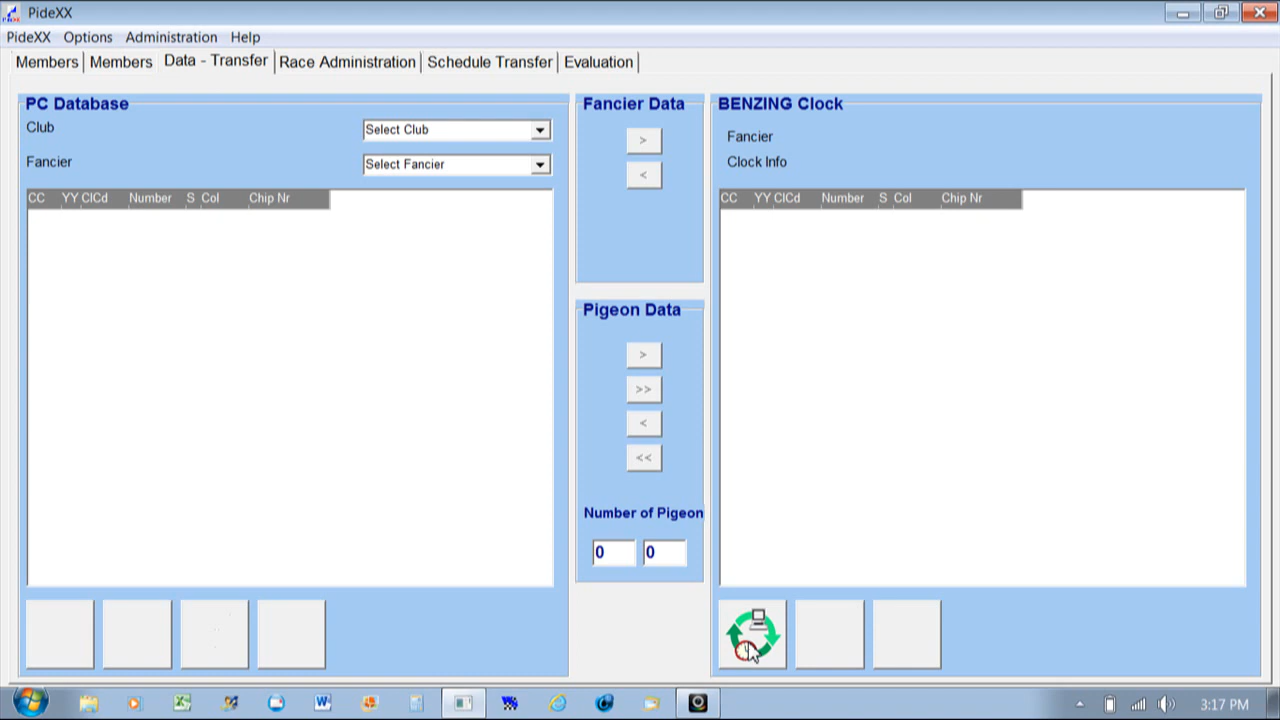 PideXX
PideXX Options Administration Help
Members Members Data - Transfer Race Administration Schedule Transfer Evaluation
PC Database
Club Select Club
Fancier Select Fancier
CC YY ClCd Number S Col Chip Nr
Fancier Data
>
<
Pigeon Data
>
>>
<
<<
Number of Pigeon
0 0
BENZING Clock
Fancier
Clock Info
CC YY ClCd Number S Col Chip Nr
3:17 PM